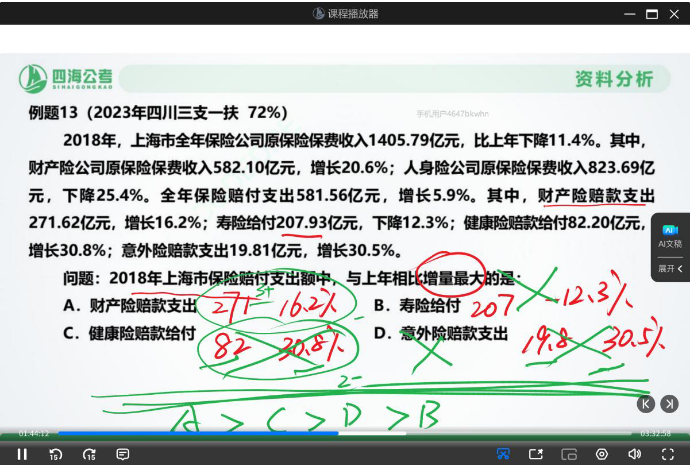 课程播放器
四海公考
SIHAIGONGKAO
资料分析
例题13（2023年四川三支一扶 72%）
手机用户4647bkwhn
2018年，上海市全年保险公司原保险保费收入1405.79亿元，比上年下降11.4%。其中，
财产险公司原保险保费收入582.10亿元，增长20.6%；人身险公司原保险保费收入823.69亿
元，下降25.4%。全年保险赔付支出581.56亿元，增长5.9%。其中，财产险赔款支出
271.62亿元，增长16.2%；寿险给付207.93亿元，下降12.3%；健康险赔款给付82.20亿元，
增长30.8%；意外险赔款支出19.81亿元，增长30.5%。
AI
AI文稿
展开
问题：2018年上海市保险赔付支出额中，与上年相比增量最大的是：
A. 财产险赔款支出 271 3+ 16.2% B. 寿险给付 207 -12.3%
C. 健康险赔款给付 82 30.8% D. 意外险赔款支出 19.8 30.5%
2-
A > C > D > B
01:44:12 03:32:58
15 15